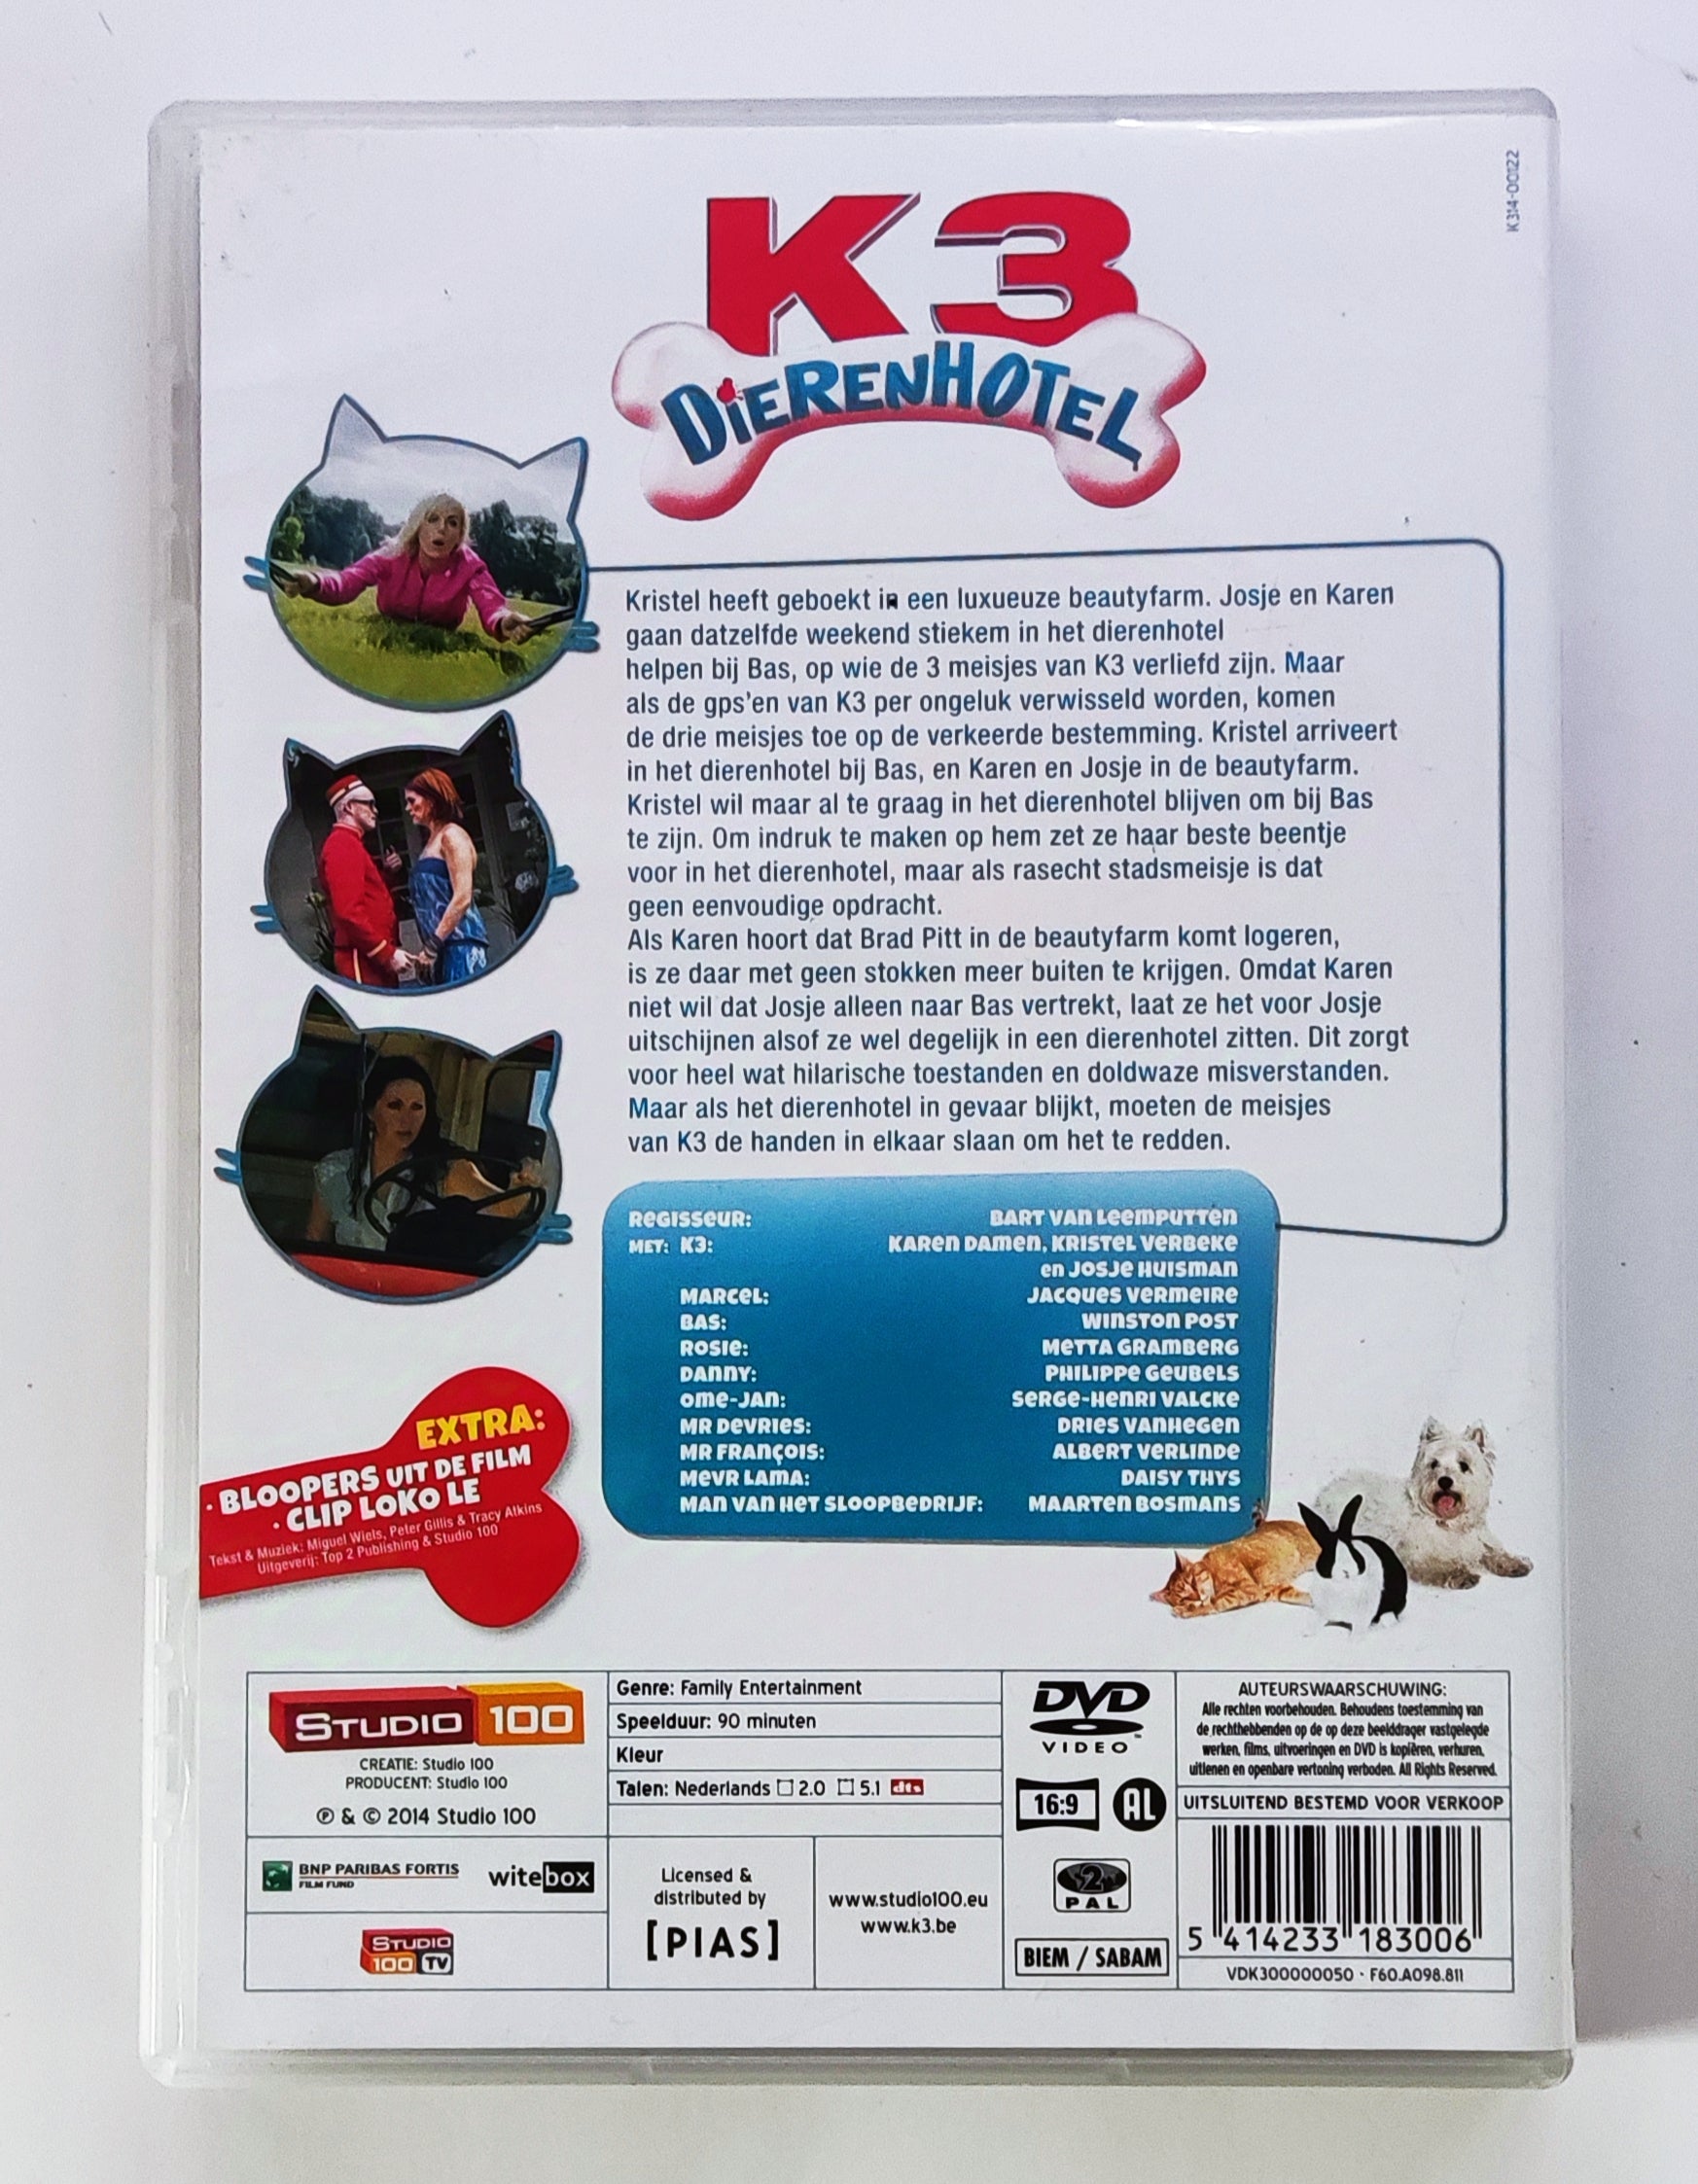 K314-00122
K3
DIERENHOTEL
Kristel heeft geboekt in een luxueuze beautyfarm. Josje en Karen
gaan datzelfde weekend stiekem in het dierenhotel
helpen bij Bas, op wie de 3 meisjes van K3 verliefd zijn. Maar
als de gps'en van K3 per ongeluk verwisseld worden, komen
de drie meisjes toe op de verkeerde bestemming. Kristel arriveert
in het dierenhotel bij Bas, en Karen en Josje in de beautyfarm.
Kristel wil maar al te graag in het dierenhotel blijven om bij Bas
te zijn. Om indruk te maken op hem zet ze haar beste beentje
voor in het dierenhotel, maar als rasecht stadsmeisje is dat
geen eenvoudige opdracht.
Als Karen hoort dat Brad Pitt in de beautyfarm komt logeren,
is ze daar met geen stokken meer buiten te krijgen. Omdat Karen
niet wil dat Josje alleen naar Bas vertrekt, laat ze het voor Josje
uitschijnen alsof ze wel degelijk in een dierenhotel zitten. Dit zorgt
voor heel wat hilarische toestanden en doldwaze misverstanden.
Maar als het dierenhotel in gevaar blijkt, moeten de meisjes
van K3 de handen in elkaar slaan om het te redden.
REGISSEUR: BART VAN LEEMPUTTEN
MET: K3: KAREN DAMEN, KRISTEL VERBEKE
EN JOSJE HUISMAN
MARCEL: JACQUES VERMEIRE
BAS: WINSTON POST
ROSIE: METTA GRAMBERG
DANNY: PHILIPPE GEUBELS
OME-JAN: SERGE-HENRI VALCKE
MR DEVRIES: DRIES VANHEGEN
MR FRANÇOIS: ALBERT VERLINDE
MEVR LAMA: DAISY THYS
MAN VAN HET SLOOPBEDRIJF: MAARTEN BOSMANS
EXTRA:
· BLOOPERS UIT DE FILM
· CLIP LOKO LE
Tekst & Muziek: Miguel Wiels, Peter Gillis & Tracy Atkins
Uitgeverij: Top 2 Publishing & Studio 100
STUDIO 100
CREATIE: Studio 100
PRODUCENT: Studio 100
℗ & © 2014 Studio 100
BNP PARIBAS FORTIS
FILM FUND
witebox
STUDIO
100 TV
Genre: Family Entertainment
Speelduur: 90 minuten
Kleur
Talen: Nederlands 2.0 5.1 dts
Licensed &
distributed by
[PIAS]
www.studio100.eu
www.k3.be
DVD
VIDEO™
16:9 AL
2
PAL
BIEM / SABAM
AUTEURSWAARSCHUWING:
Alle rechten voorbehouden. Behoudens toestemming van
de rechthebbenden op de op deze beelddrager vastgelegde
werken, films, uitvoeringen en DVD is kopiëren, verhuren,
uitlenen en openbare vertoning verboden. All Rights Reserved.
UITSLUITEND BESTEMD VOOR VERKOOP
5 414233 183006
VDK300000050 - F60.A098.811